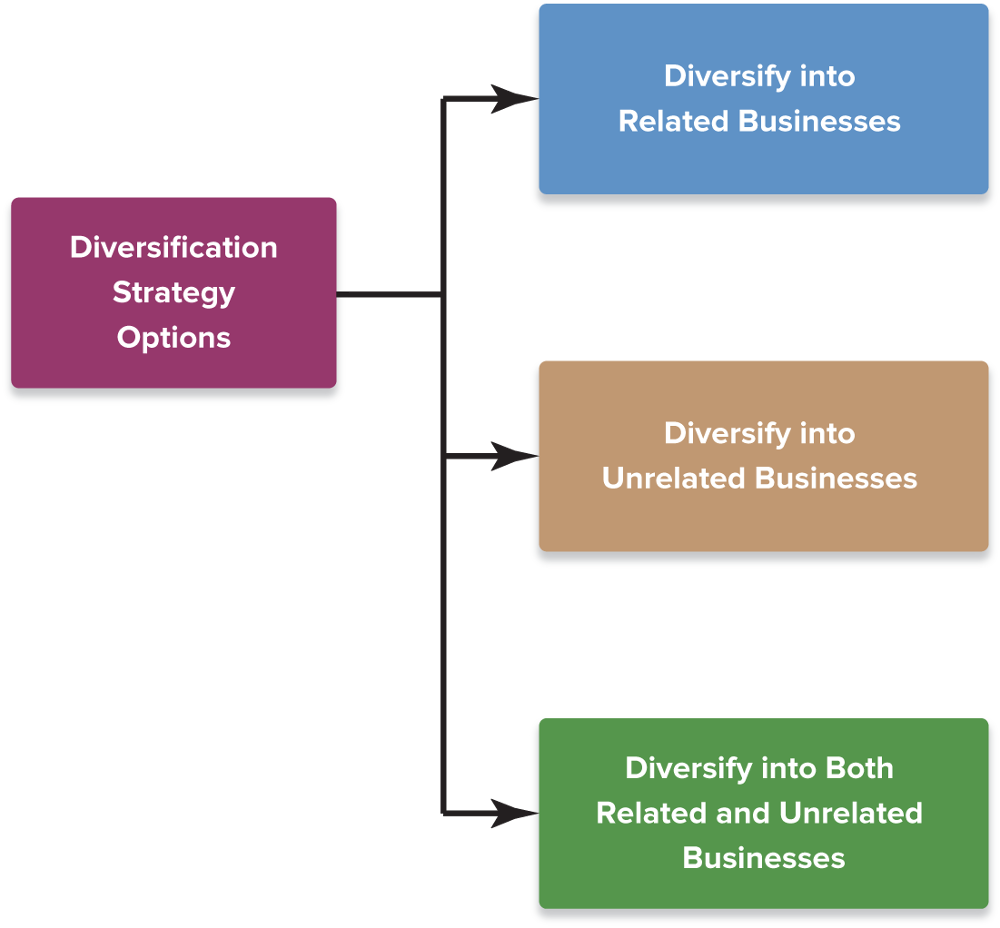 Diversification
Strategy
Options
Diversify into
Related Businesses
Diversify into
Unrelated Businesses
Diversify into Both
Related and Unrelated
Businesses